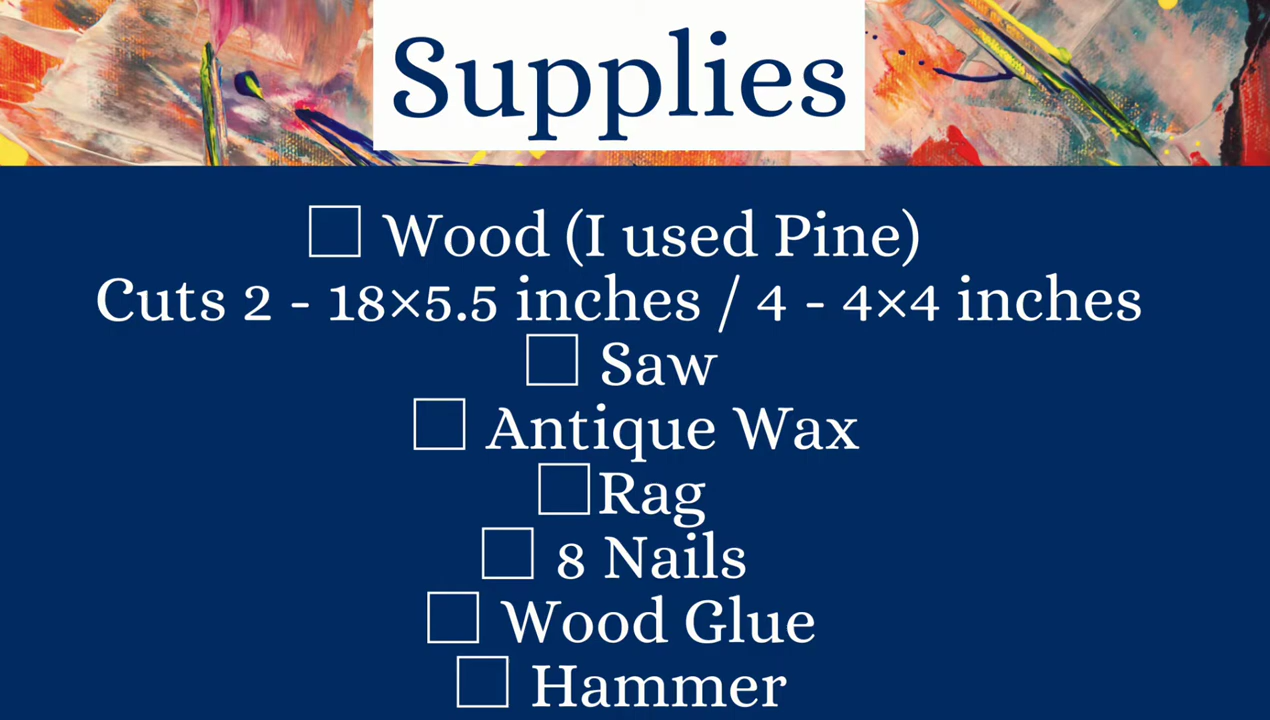 Supplies
☐ Wood (I used Pine)
Cuts 2 - 18×5.5 inches / 4 - 4×4 inches
☐ Saw
☐ Antique Wax
☐Rag
☐ 8 Nails
☐ Wood Glue
☐ Hammer